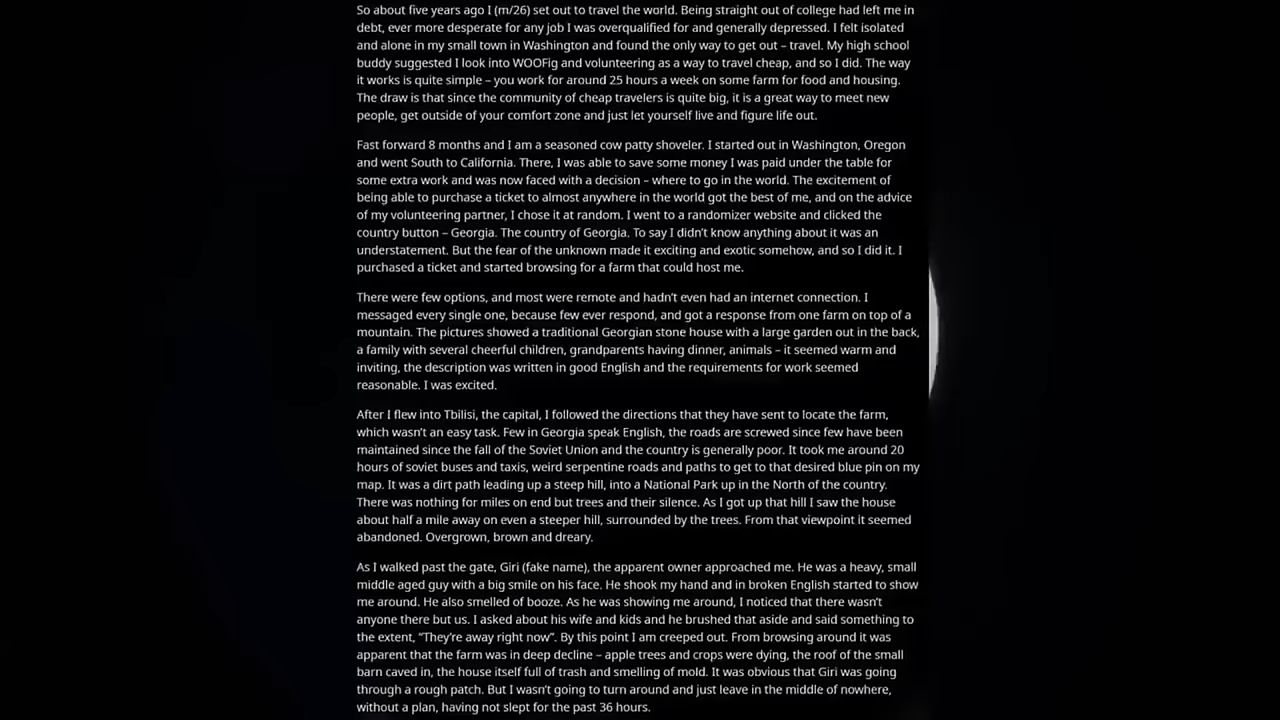 So about five years ago I (m/26) set out to travel the world. Being straight out of college had left me in
debt, ever more desperate for any job I was overqualified for and generally depressed. I felt isolated
and alone in my small town in Washington and found the only way to get out – travel. My high school
buddy suggested I look into WOOFig and volunteering as a way to travel cheap, and so I did. The way
it works is quite simple – you work for around 25 hours a week on some farm for food and housing.
The draw is that since the community of cheap travelers is quite big, it is a great way to meet new
people, get outside of your comfort zone and just let yourself live and figure life out.
Fast forward 8 months and I am a seasoned cow patty shoveler. I started out in Washington, Oregon
and went South to California. There, I was able to save some money I was paid under the table for
some extra work and was now faced with a decision – where to go in the world. The excitement of
being able to purchase a ticket to almost anywhere in the world got the best of me, and on the advice
of my volunteering partner, I chose it at random. I went to a randomizer website and clicked the
country button – Georgia. The country of Georgia. To say I didn't know anything about it was an
understatement. But the fear of the unknown made it exciting and exotic somehow, and so I did it. I
purchased a ticket and started browsing for a farm that could host me.
There were few options, and most were remote and hadn't even had an internet connection. I
messaged every single one, because few ever respond, and got a response from one farm on top of a
mountain. The pictures showed a traditional Georgian stone house with a large garden out in the back,
a family with several cheerful children, grandparents having dinner, animals – it seemed warm and
inviting, the description was written in good English and the requirements for work seemed
reasonable. I was excited.
After I flew into Tbilisi, the capital, I followed the directions that they have sent to locate the farm,
which wasn't an easy task. Few in Georgia speak English, the roads are screwed since few have been
maintained since the fall of the Soviet Union and the country is generally poor. It took me around 20
hours of soviet buses and taxis, weird serpentine roads and paths to get to that desired blue pin on my
map. It was a dirt path leading up a steep hill, into a National Park up in the North of the country.
There was nothing for miles on end but trees and their silence. As I got up that hill I saw the house
about half a mile away on even a steeper hill, surrounded by the trees. From that viewpoint it seemed
abandoned. Overgrown, brown and dreary.
As I walked past the gate, Giri (fake name), the apparent owner approached me. He was a heavy, small
middle aged guy with a big smile on his face. He shook my hand and in broken English started to show
me around. He also smelled of booze. As he was showing me around, I noticed that there wasn't
anyone there but us. I asked about his wife and kids and he brushed that aside and said something to
the extent, "They're away right now". By this point I am creeped out. From browsing around it was
apparent that the farm was in deep decline – apple trees and crops were dying, the roof of the small
barn caved in, the house itself full of trash and smelling of mold. It was obvious that Giri was going
through a rough patch. But I wasn't going to turn around and just leave in the middle of nowhere,
without a plan, having not slept for the past 36 hours.